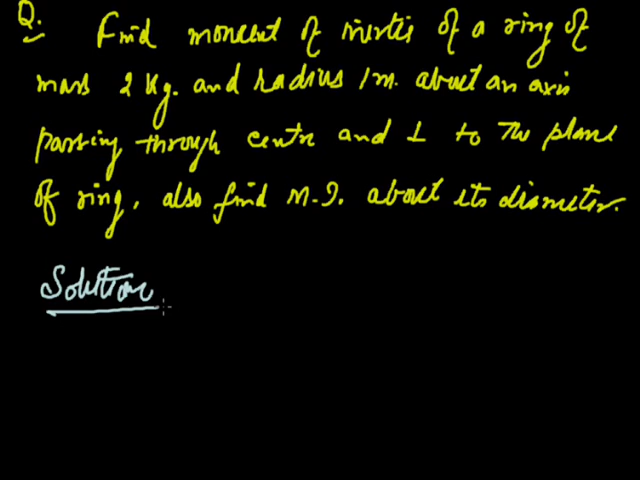 Q. Find moment of inertia of a ring of
mass 2 Kg. and radius 1m. about an axis
passing through centre and ⊥ to the plane
of ring. also find M.I. about its diameter.
Solution